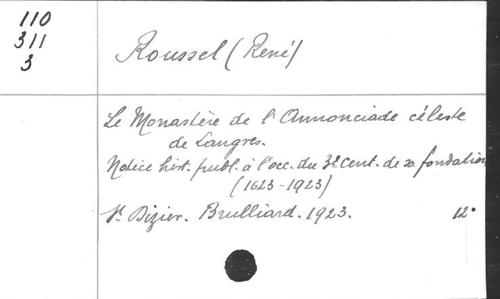 110
311
3
Roussel (René)
Le Monastère de l'Annonciade céleste
de Langres.
Notice hist. publ. à l'occ. du 3e cent. de sa fondation
(1623-1923)
St Dizier. Brulliard. 1923. 12°